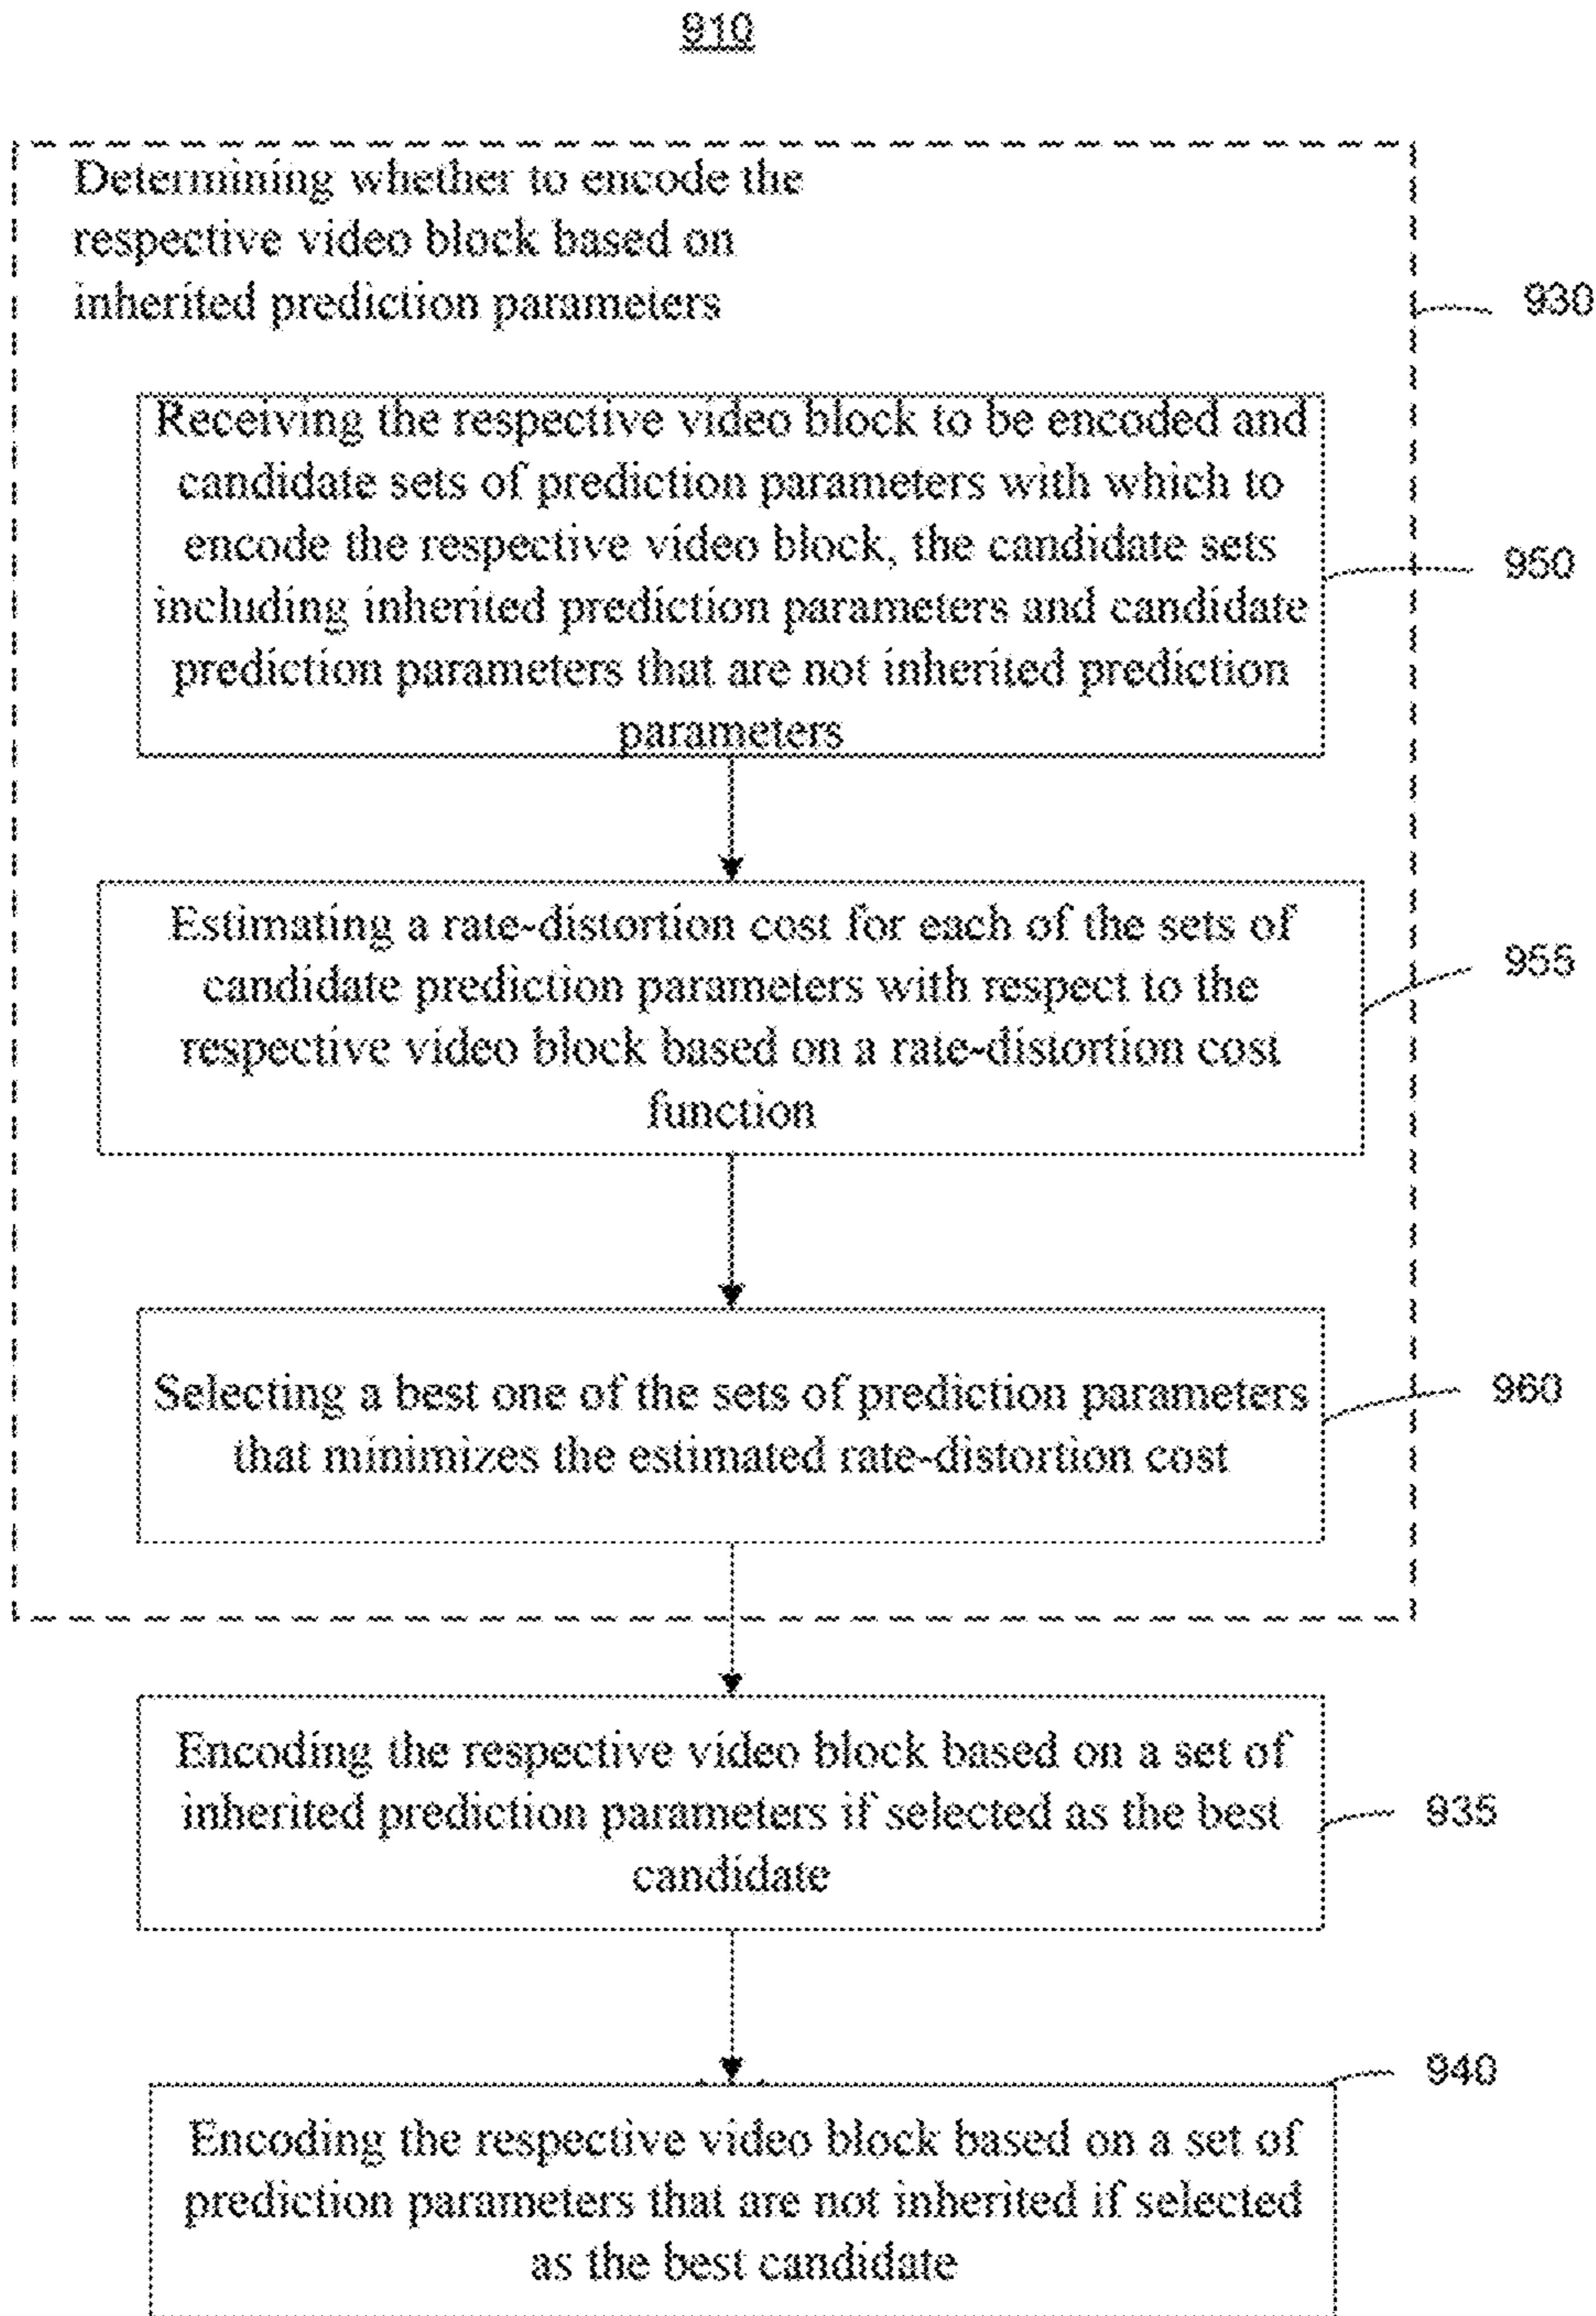 910
Determining whether to encode the
respective video block based on
inherited prediction parameters
930
Receiving the respective video block to be encoded and
candidate sets of prediction parameters with which to
encode the respective video block, the candidate sets
including inherited prediction parameters and candidate
prediction parameters that are not inherited prediction
parameters
950
Estimating a rate-distortion cost for each of the sets of
candidate prediction parameters with respect to the
respective video block based on a rate-distortion cost
function
955
Selecting a best one of the sets of prediction parameters
that minimizes the estimated rate-distortion cost
960
Encoding the respective video block based on a set of
inherited prediction parameters if selected as the best
candidate
935
940
Encoding the respective video block based on a set of
prediction parameters that are not inherited if selected
as the best candidate